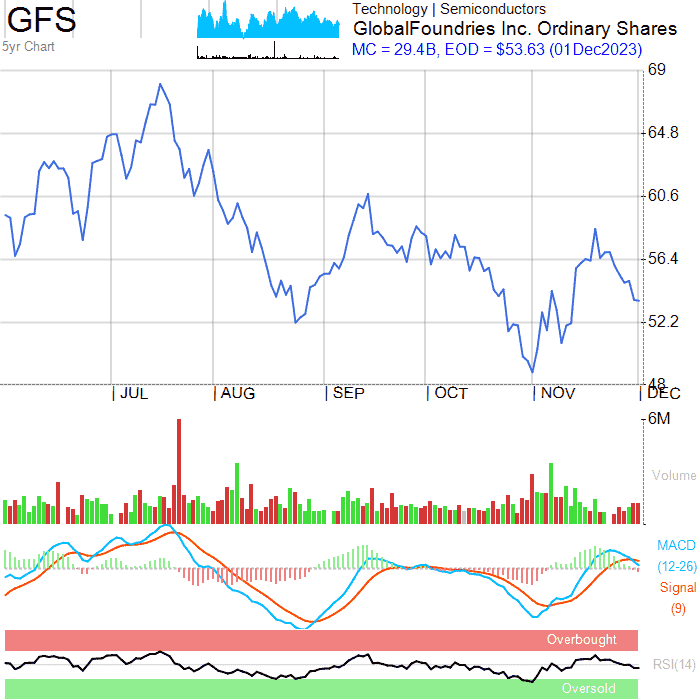 GFS
5yr Chart
Technology | Semiconductors
GlobalFoundries Inc. Ordinary Shares
MC = 29.4B, EOD = $53.63 (01Dec2023)
69
64.8
60.6
56.4
52.2
48
| JUL | AUG | SEP | OCT | NOV | DEC
6M
Volume
MACD
(12-26)
Signal
(9)
Overbought
RSI(14)
Oversold